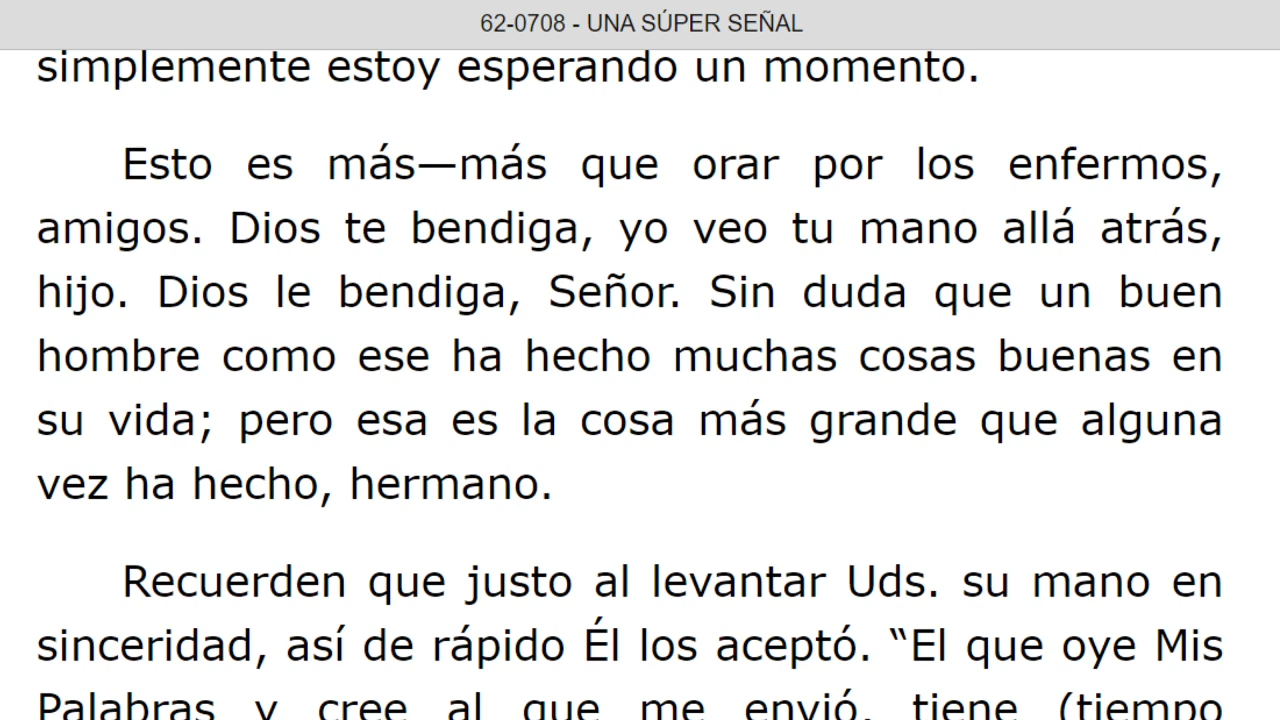 62-0708 - UNA SÚPER SEÑAL
simplemente estoy esperando un momento.
Esto es más—más que orar por los enfermos,
amigos. Dios te bendiga, yo veo tu mano allá atrás,
hijo. Dios le bendiga, Señor. Sin duda que un buen
hombre como ese ha hecho muchas cosas buenas en
su vida; pero esa es la cosa más grande que alguna
vez ha hecho, hermano.
Recuerden que justo al levantar Uds. su mano en
sinceridad, así de rápido Él los aceptó. “El que oye Mis
Palabras y cree al que me envió, tiene (tiempo